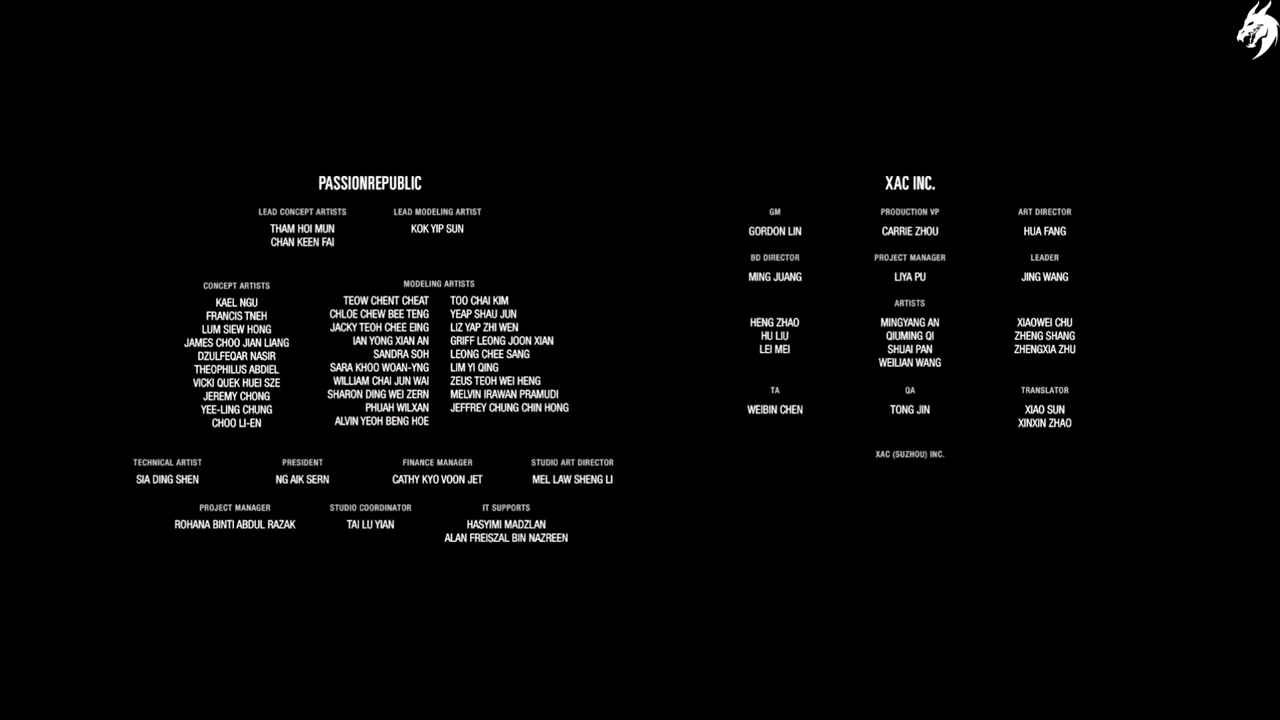 PASSIONREPUBLIC
LEAD CONCEPT ARTISTS
THAM HOI MUN
CHAN KEEN FAI
LEAD MODELING ARTIST
KOK YIP SUN
CONCEPT ARTISTS
KAEL NGU
FRANCIS TNEH
LUM SIEW HONG
JAMES CHOO JIAN LIANG
DZULFEQAR NASIR
THEOPHILUS ABDIEL
VICKI QUEK HUEI SZE
JEREMY CHONG
YEE-LING CHUNG
CHOO LI-EN
MODELING ARTISTS
TEOW CHENT CHEAT
CHLOE CHEW BEE TENG
JACKY TEOH CHEE EING
IAN YONG XIAN AN
SANDRA SOH
SARA KHOO WOAN-YNG
WILLIAM CHAI JUN WAI
SHARON DING WEI ZERN
PHUAH WILXAN
ALVIN YEOH BENG HOE
TOO CHAI KIM
YEAP SHAU JUN
LIZ YAP ZHI WEN
GRIFF LEONG JOON XIAN
LEONG CHEE SANG
LIM YI QING
ZEUS TEOH WEI HENG
MELVIN IRAWAN PRAMUDI
JEFFREY CHUNG CHIN HONG
TECHNICAL ARTIST
SIA DING SHEN
PRESIDENT
NG AIK SERN
FINANCE MANAGER
CATHY KYO VOON JET
STUDIO ART DIRECTOR
MEL LAW SHENG LI
PROJECT MANAGER
ROHANA BINTI ABDUL RAZAK
STUDIO COORDINATOR
TAI LU YIAN
IT SUPPORTS
HASYIMI MADZLAN
ALAN FREISZAL BIN NAZREEN
XAC INC.
GM
GORDON LIN
PRODUCTION VP
CARRIE ZHOU
ART DIRECTOR
HUA FANG
BD DIRECTOR
MING JUANG
PROJECT MANAGER
LIYA PU
LEADER
JING WANG
ARTISTS
HENG ZHAO
HU LIU
LEI MEI
MINGYANG AN
QIUMING QI
SHUAI PAN
WEILIAN WANG
XIAOWEI CHU
ZHENG SHANG
ZHENGXIA ZHU
TA
WEIBIN CHEN
QA
TONG JIN
TRANSLATOR
XIAO SUN
XINXIN ZHAO
XAC (SUZHOU) INC.